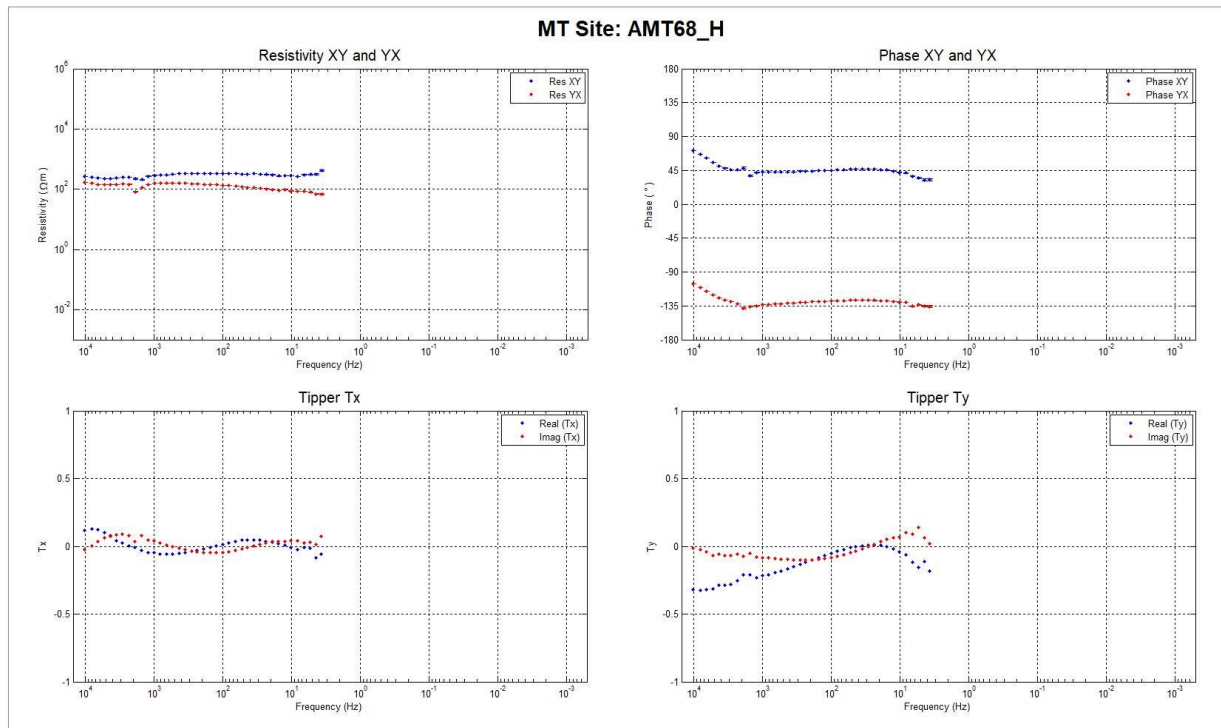 MT Site: AMT68_H
Resistivity XY and YX
10^6
10^4
10^2
10^0
10^-2
Resistivity (Ωm)
Res XY
Res YX
10^4 10^3 10^2 10^1 10^0 10^-1 10^-2 10^-3
Frequency (Hz)
Phase XY and YX
180
135
90
45
0
-45
-90
-135
-180
Phase (°)
Phase XY
Phase YX
10^4 10^3 10^2 10^1 10^0 10^-1 10^-2 10^-3
Frequency (Hz)
Tipper Tx
1
0.5
0
-0.5
-1
Tx
Real (Tx)
Imag (Tx)
10^4 10^3 10^2 10^1 10^0 10^-1 10^-2 10^-3
Frequency (Hz)
Tipper Ty
1
0.5
0
-0.5
-1
Ty
Real (Ty)
Imag (Ty)
10^4 10^3 10^2 10^1 10^0 10^-1 10^-2 10^-3
Frequency (Hz)